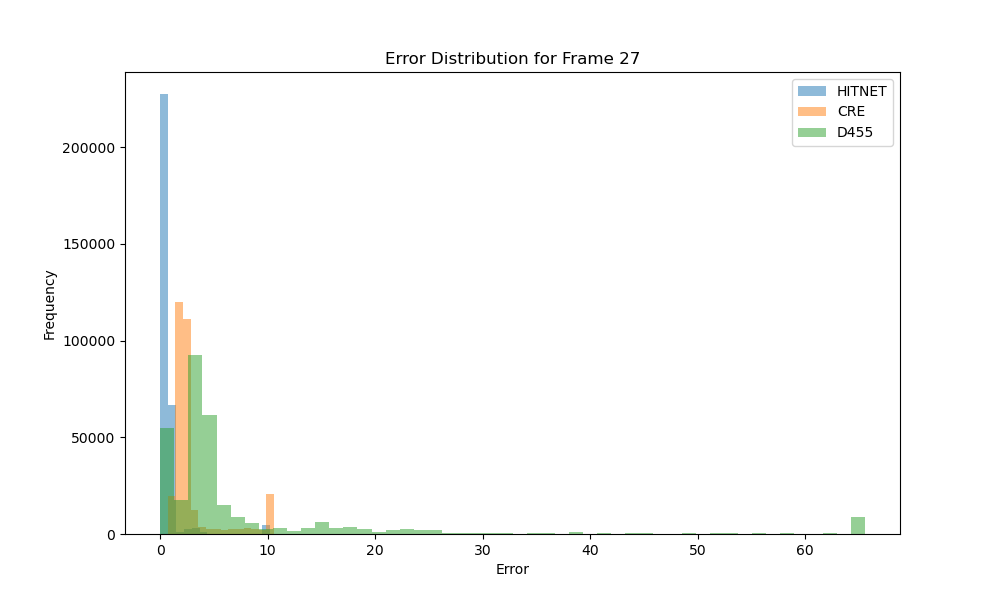 Error Distribution for Frame 27
HITNET
CRE
D455
200000
150000
100000
50000
0
Frequency
0 10 20 30 40 50 60
Error